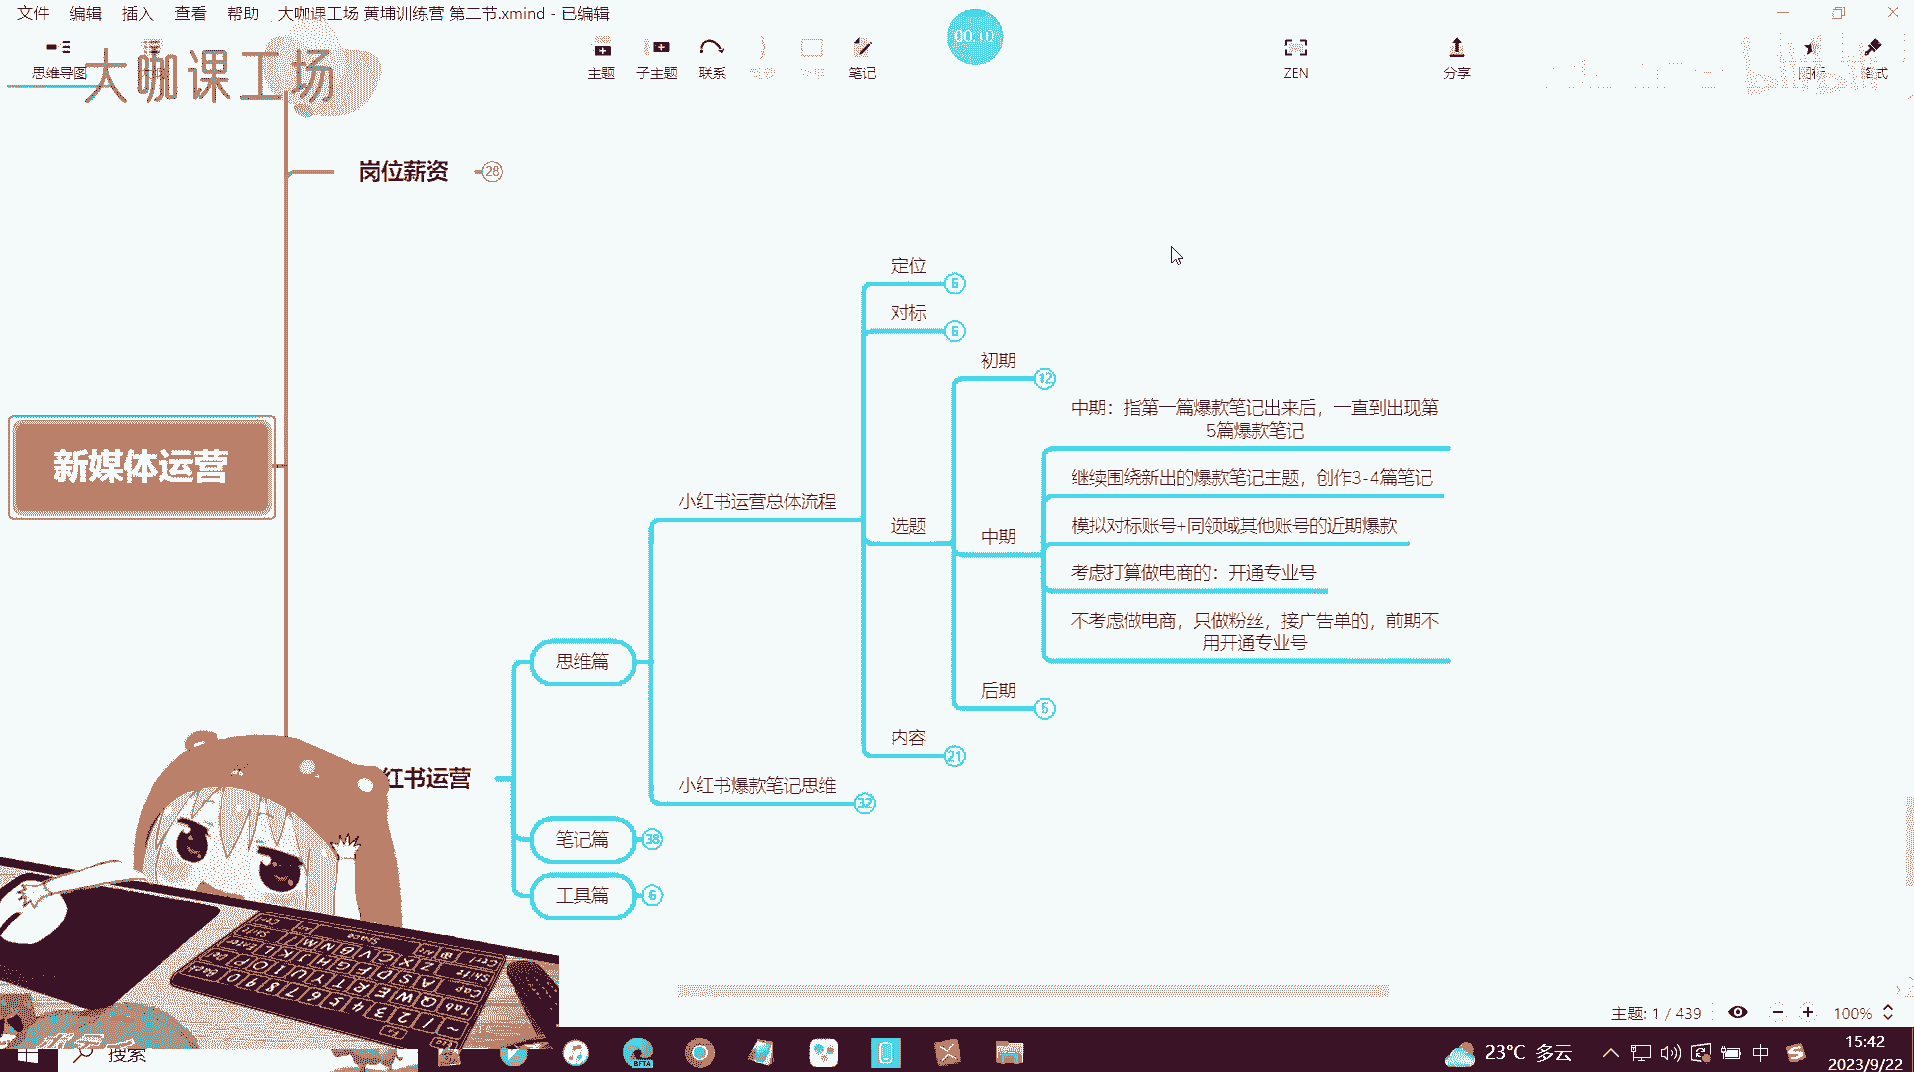 文件 编辑 插入 查看 帮助 大咖课工场 黄埔训练营 第二节.xmind - 已编辑
00:10
思维导图
主题 子主题 联系 笔记 ZEN 分享
大咖课工场
岗位薪资 28
定位 6
对标 6
初期 12
中期：指第一篇爆款笔记出来后，一直到出现第
5篇爆款笔记
新媒体运营
继续围绕新出的爆款笔记主题，创作3-4篇笔记
小红书运营总体流程
选题
模拟对标账号+同领域其他账号的近期爆款
中期
考虑打算做电商的：开通专业号
不考虑做电商，只做粉丝，接广告单的，前期不
用开通专业号
思维篇
后期 5
内容 21
红书运营
小红书爆款笔记思维 32
笔记篇 38
工具篇 6
主题: 1 / 439 100%
搜索
BETA
23°C 多云
中
15:42
2023/9/22